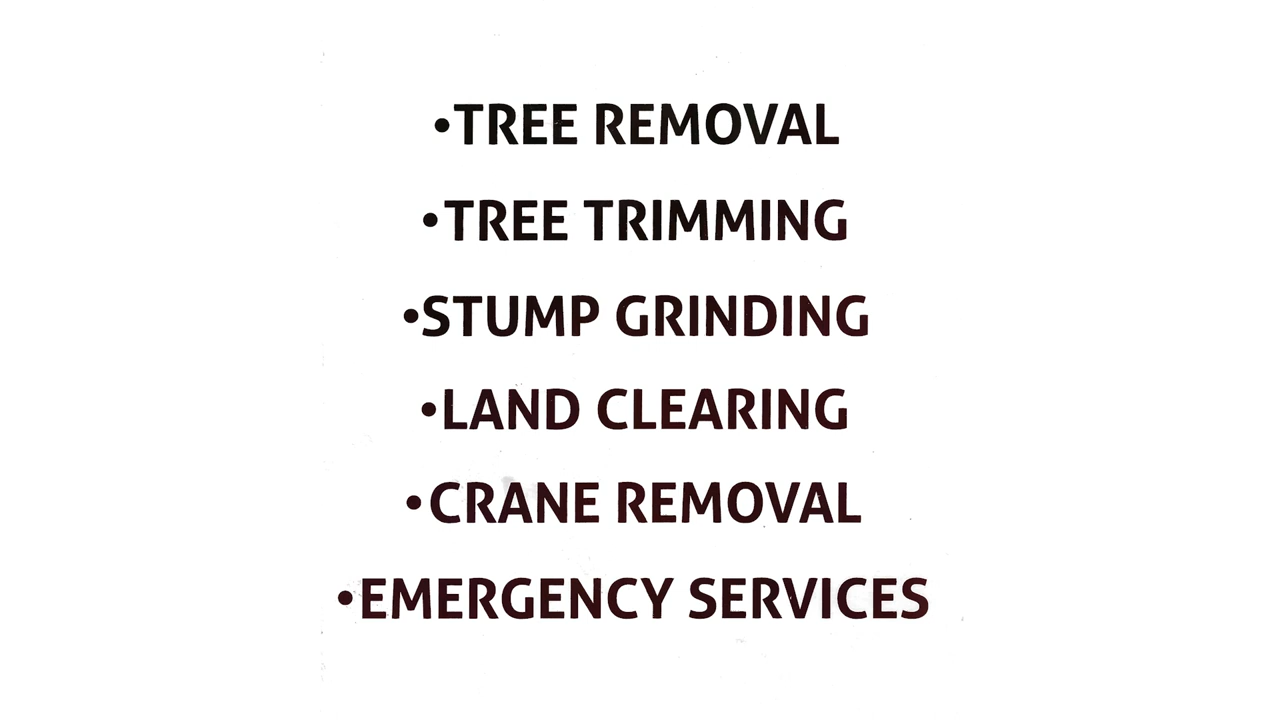 •TREE REMOVAL
•TREE TRIMMING
•STUMP GRINDING
•LAND CLEARING
•CRANE REMOVAL
•EMERGENCY SERVICES